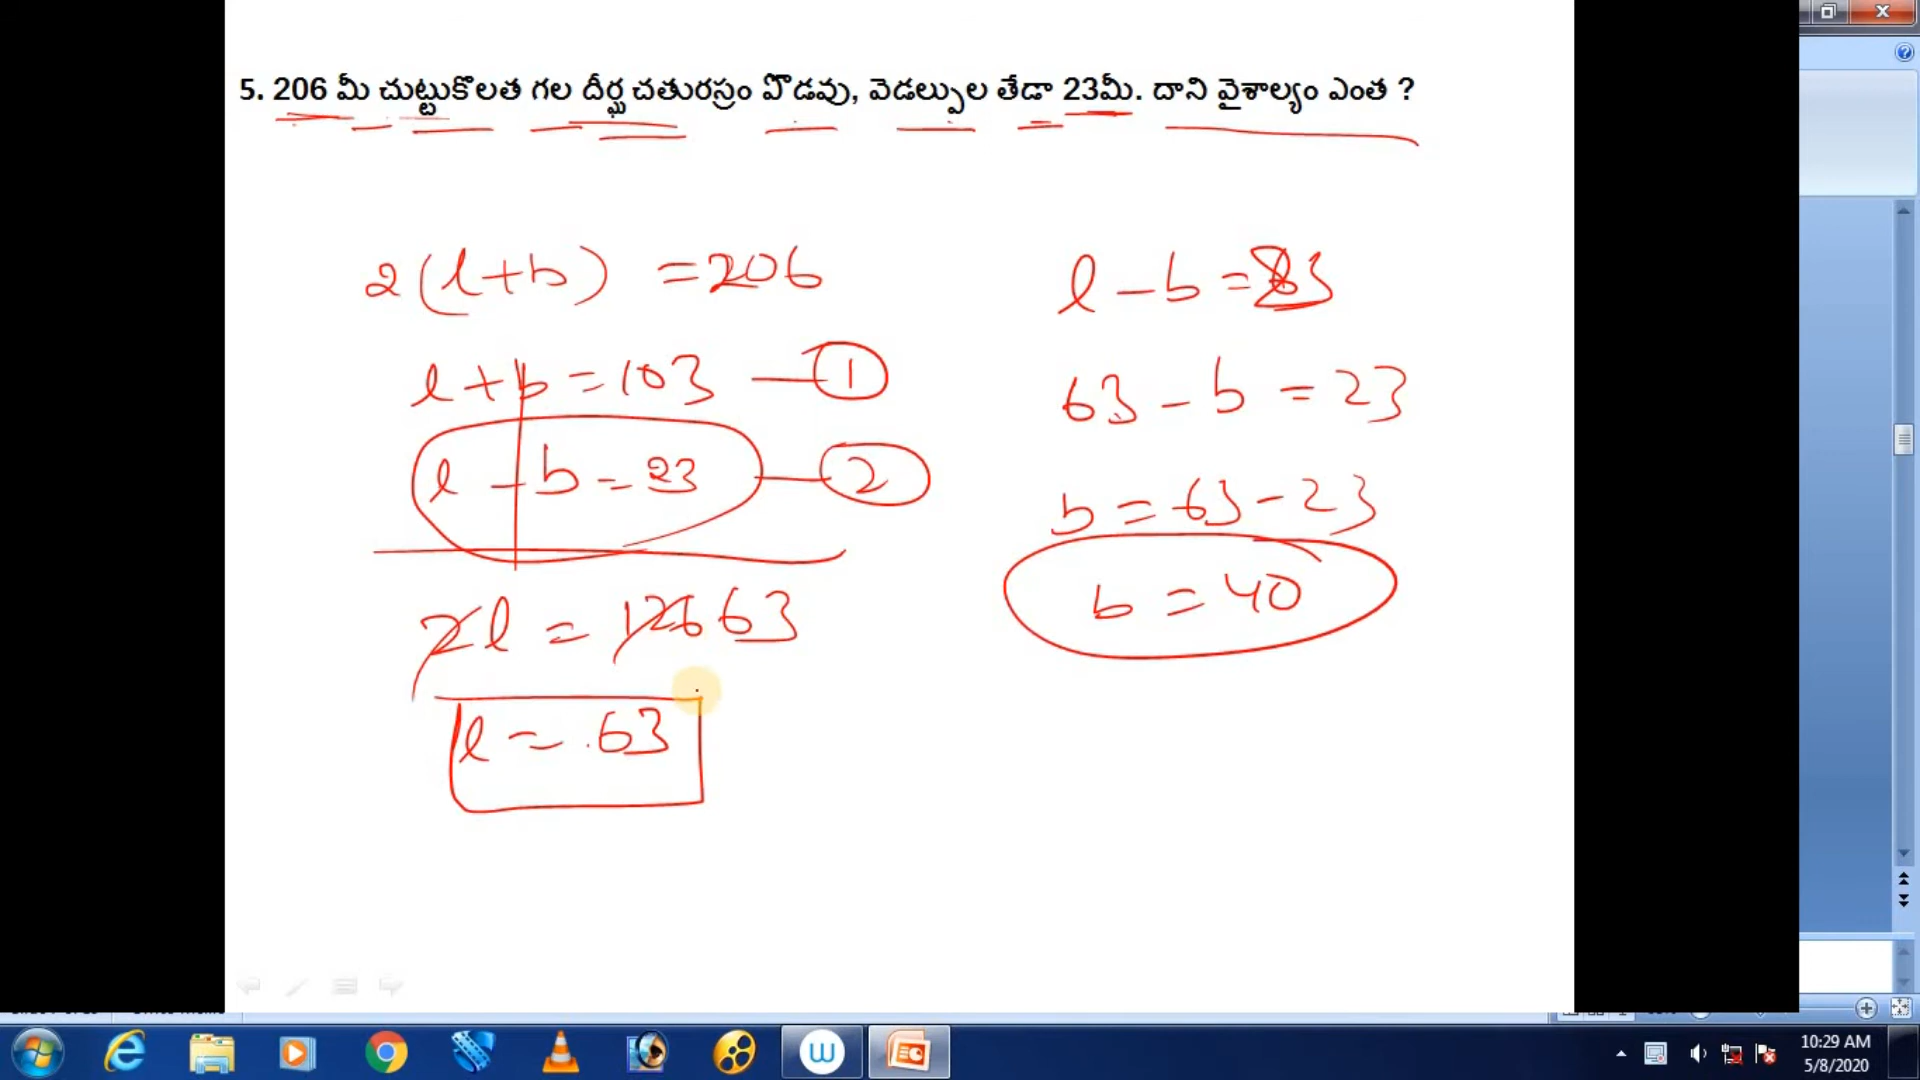 5. 206 మీ చుట్టుకొలత గల దీర్ఘ చతురస్రం పొడవు, వెడల్పుల తేడా 23మీ. దాని వైశాల్యం ఎంత ?
2(l+b) = 206
l+b = 103 — 1
l - b = 23 — 2
2l = 126 63
l = 63
l - b = 23
63 - b = 23
b = 63 - 23
b = 40
10:29 AM
5/8/2020